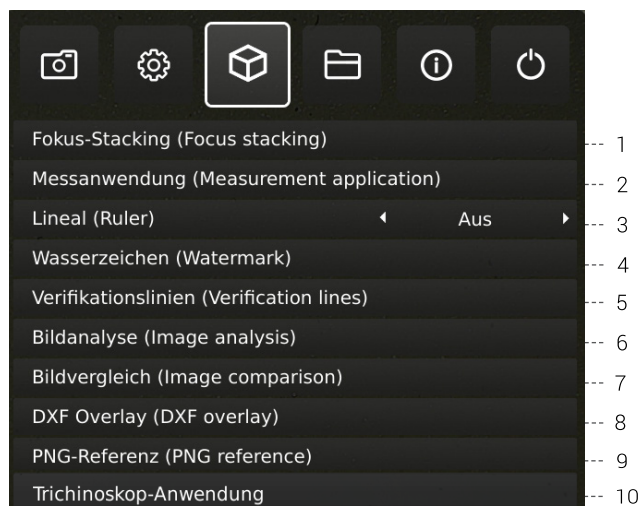 Fokus-Stacking (Focus stacking)
--- 1
Messanwendung (Measurement application)
--- 2
Lineal (Ruler)
Aus
--- 3
Wasserzeichen (Watermark)
--- 4
Verifikationslinien (Verification lines)
--- 5
Bildanalyse (Image analysis)
--- 6
Bildvergleich (Image comparison)
--- 7
DXF Overlay (DXF overlay)
--- 8
PNG-Referenz (PNG reference)
--- 9
Trichinoskop-Anwendung
--- 10